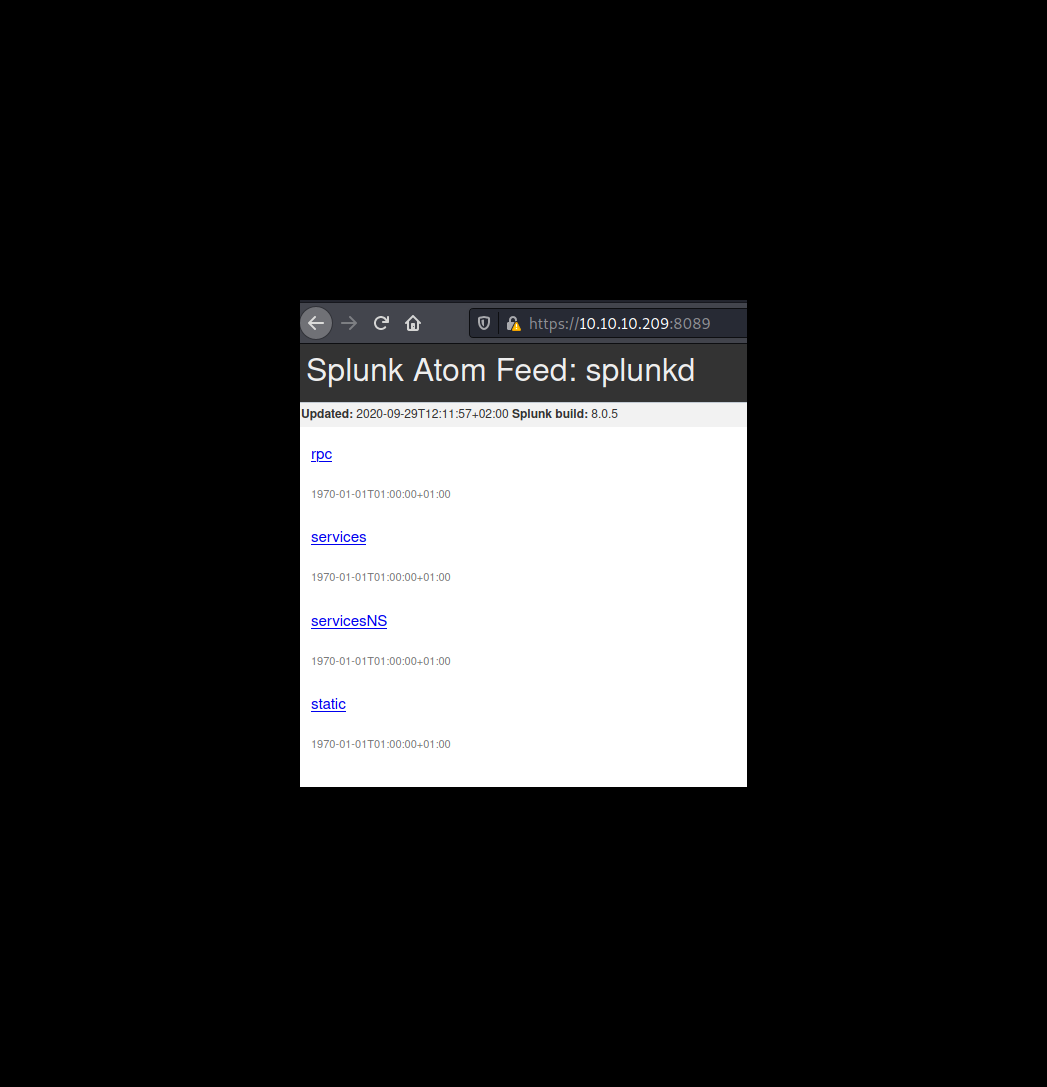 https://10.10.10.209:8089
Splunk Atom Feed: splunkd
Updated: 2020-09-29T12:11:57+02:00 Splunk build: 8.0.5
rpc
1970-01-01T01:00:00+01:00
services
1970-01-01T01:00:00+01:00
servicesNS
1970-01-01T01:00:00+01:00
static
1970-01-01T01:00:00+01:00